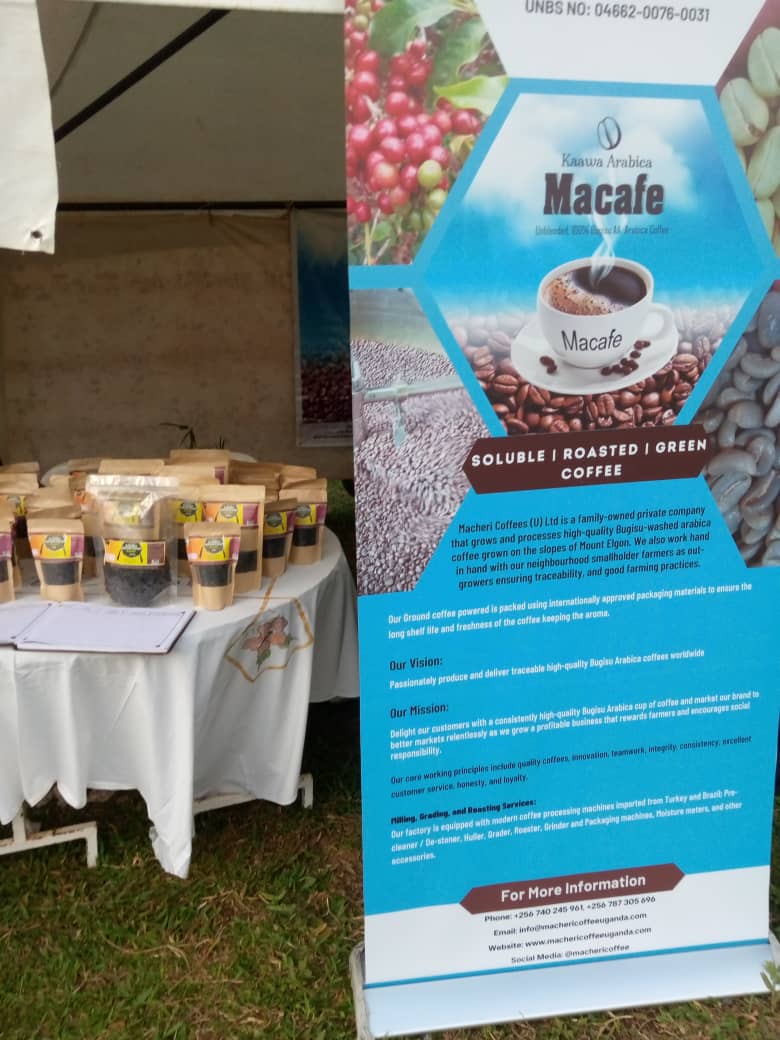 UNBS NO: 04662-0076-0031
Kaawa Arabica
Macafe
Unblended, 100% Bugisu AA, Arabica Coffee
Macafe
SOLUBLE | ROASTED | GREEN
COFFEE
Macheri Coffees (U) Ltd is a family-owned private company
that grows and processes high-quality Bugisu-washed arabica
coffee grown on the slopes of Mount Elgon. We also work hand
in hand with our neighbourhood smallholder farmers as out-
growers ensuring traceability, and good farming practices.
Our Ground coffee powered is packed using internationally approved packaging materials to ensure the
long shelf life and freshness of the coffee keeping the aroma.
Our Vision:
Passionately produce and deliver traceable high-quality Bugisu Arabica coffees worldwide
Our Mission:
Delight our customers with a consistently high-quality Bugisu Arabica cup of coffee and market our brand to
better markets relentlessly as we grow a profitable business that rewards farmers and encourages social
responsibility.
Our core working principles include quality coffees, innovation, teamwork, integrity, consistency, excellent
customer service, honesty, and loyalty.
Milling, Grading, and Roasting Services:
Our factory is equipped with modern coffee processing machines imported from Turkey and Brazil: Pre-
cleaner / De-stoner, Huller, Grader, Roaster, Grinder and Packaging machines, Moisture meters, and other
accessories.
For More Information
Phone: +256 740 245 961, +256 787 305 696
Email: info@machericoffeeuganda.com
Website: www.machericoffeeuganda.com
Social Media: @machericoffee